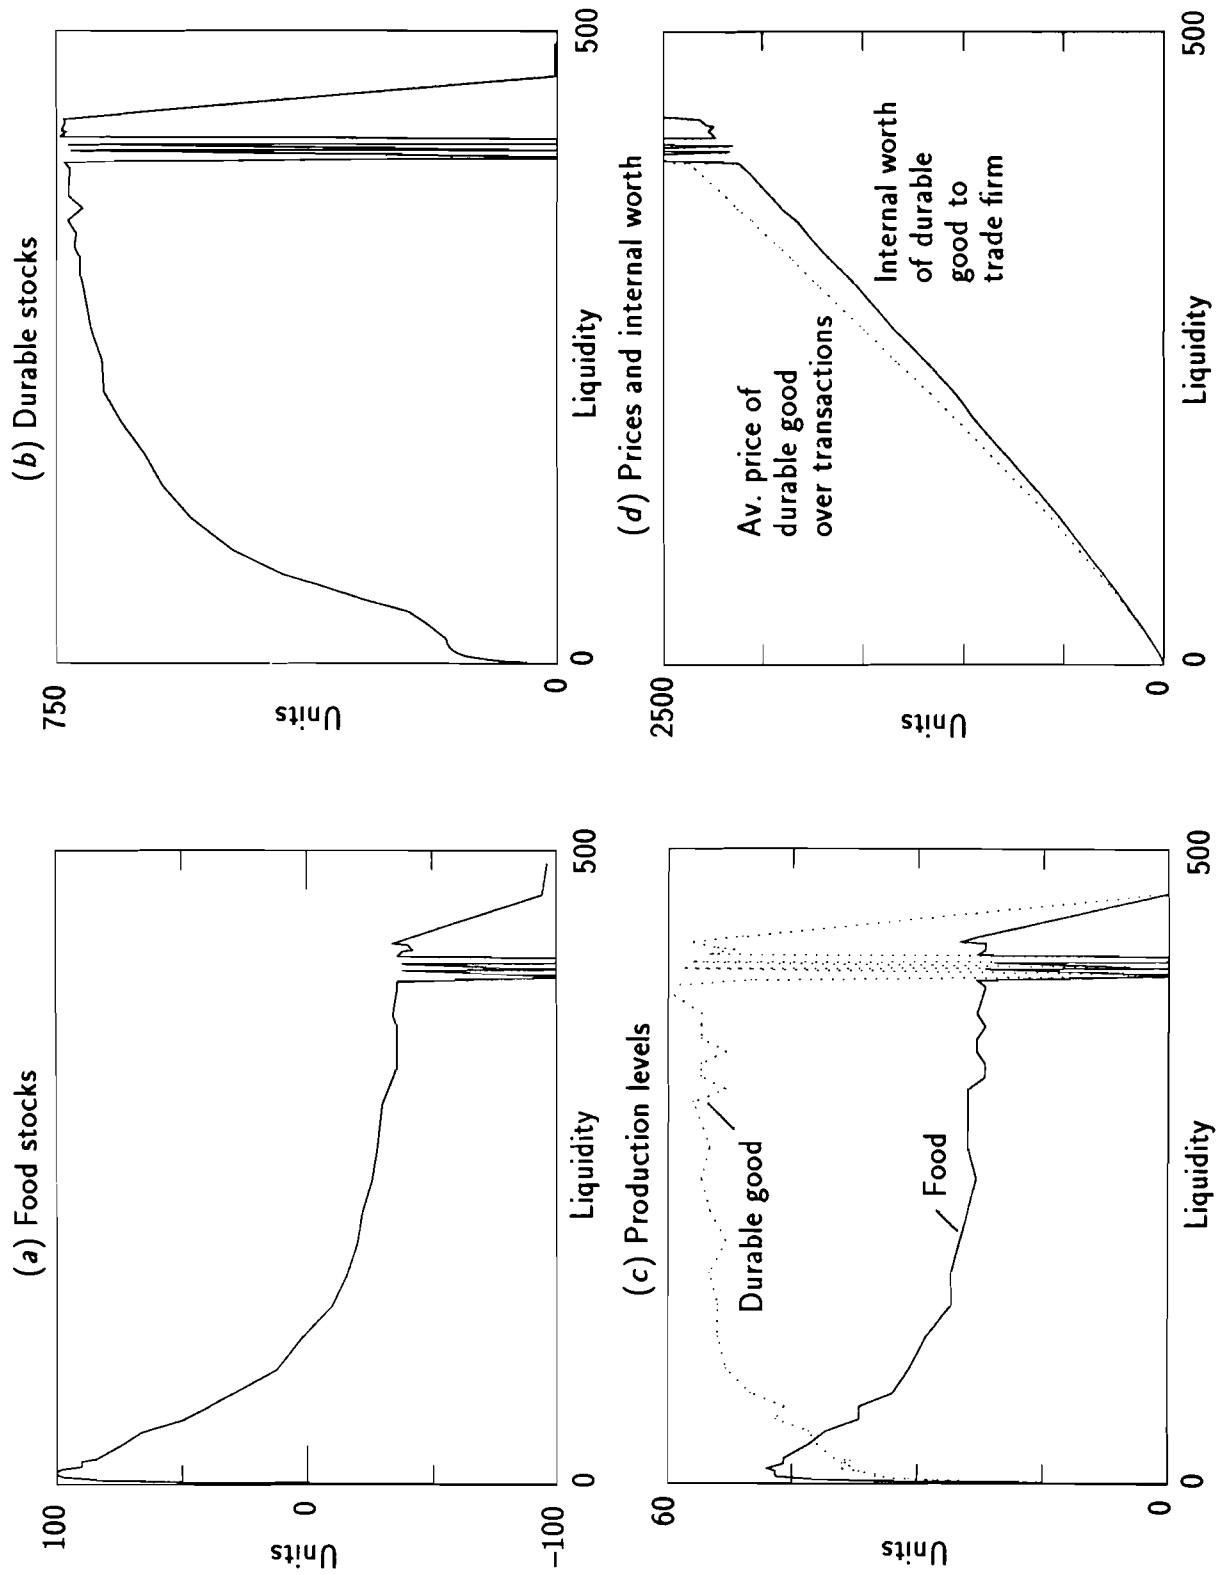 (a) Food stocks
100
0
-100
Units
0
500
Liquidity
(b) Durable stocks
750
0
Units
0
500
Liquidity
(c) Production levels
60
0
Units
Durable good
Food
0
500
Liquidity
(d) Prices and internal worth
2500
0
Units
Av. price of
durable good
over transactions
Internal worth
of durable
good to
trade firm
0
500
Liquidity